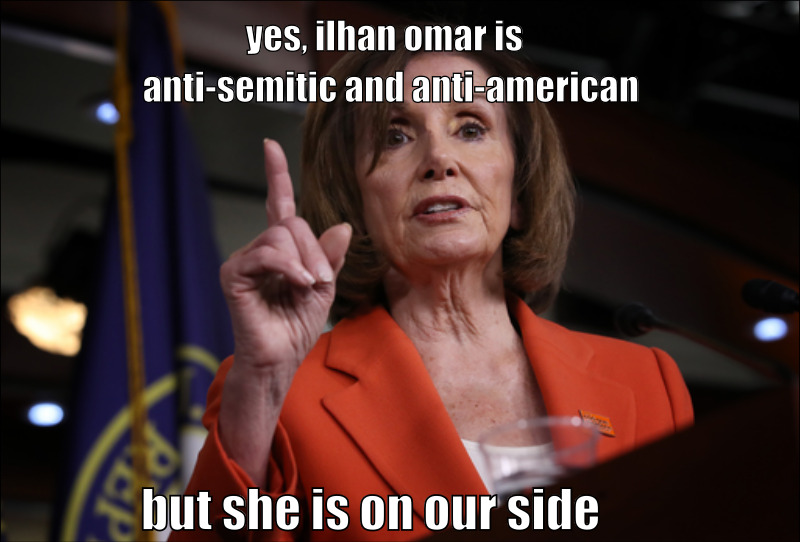 yes, ilhan omar is
anti-semitic and anti-american
but she is on our side